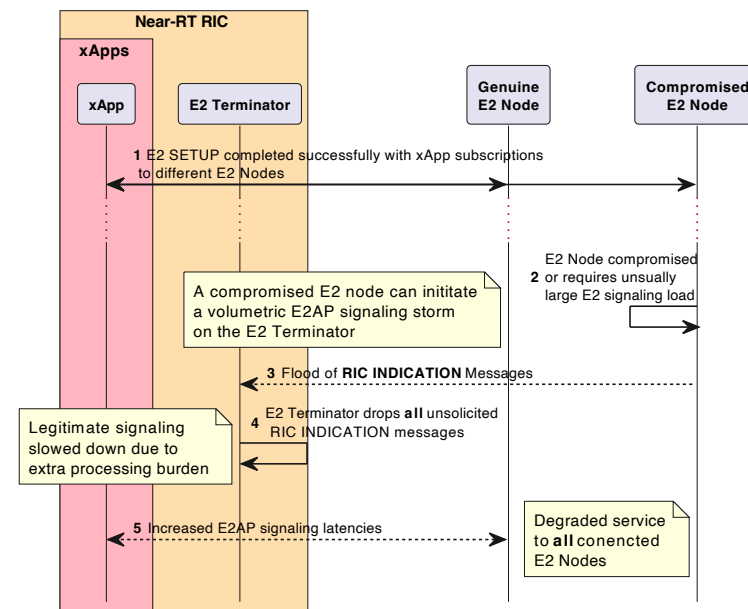 Near-RT RIC
xApps
xApp
E2 Terminator
Genuine
E2 Node
Compromised
E2 Node
1 E2 SETUP completed successfully with xApp subscriptions
to different E2 Nodes
E2 Node compromised
2 or requires unsually
large E2 signaling load
A compromised E2 node can inititate
a volumetric E2AP signaling storm
on the E2 Terminator
3 Flood of RIC INDICATION Messages
4 E2 Terminator drops all unsolicited
RIC INDICATION messages
Legitimate signaling
slowed down due to
extra processing burden
5 Increased E2AP signaling latencies
Degraded service
to all conencted
E2 Nodes